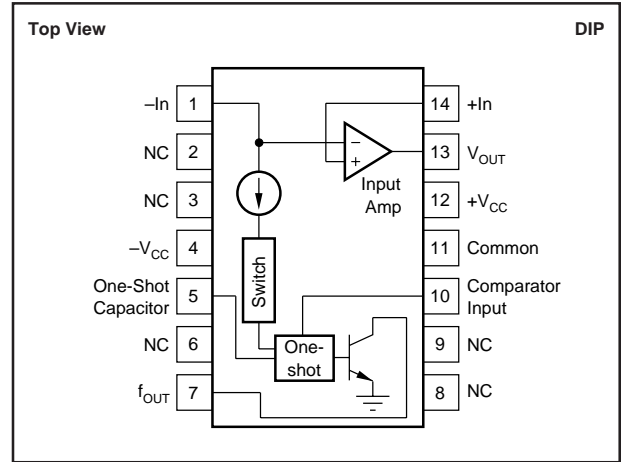 Top View
DIP
–In 1
NC 2
NC 3
–VCC 4
One-Shot
Capacitor 5
NC 6
fOUT 7
14 +In
13 VOUT
12 +VCC
11 Common
10 Comparator
Input
9 NC
8 NC
–
+
Input
Amp
Switch
One-
shot